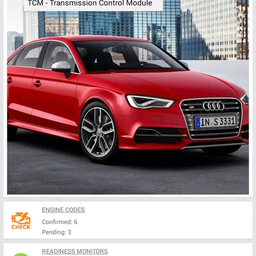 TCM - Transmission Control Module
IN S 3331
ENGINE CODES
CHECK
Confirmed: 6
Pending: 3
READINESS MONITORS